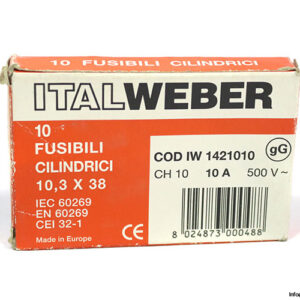 10 FUSIBILI CILINDRICI
ITALWEBER
10
FUSIBILI
CILINDRICI
10,3 X 38
IEC 60269
EN 60269
CEI 32-1
Made in Europe
CE
COD IW 1421010
gG
CH 10 10 A 500 V ~
8 024873 000488